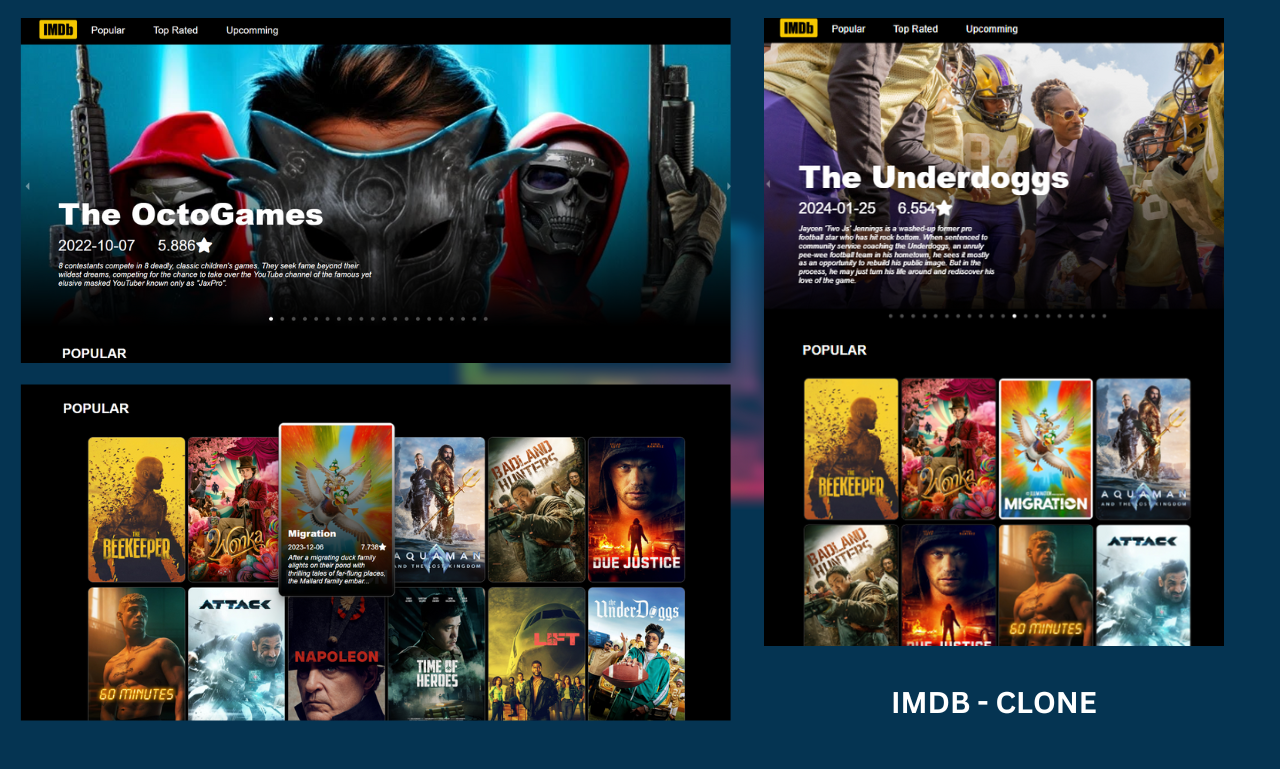 IMDb Popular Top Rated Upcomming
The OctoGames
2022-10-07 5.886
8 contestants compete in 8 deadly, classic children's games. They seek fame beyond their
wildest dreams, competing for the chance to take over the YouTube channel of the famous yet
elusive masked YouTuber known only as "JaxPro".
POPULAR
POPULAR
THE
BEEKEEPER
Wonka
Migration
2023-12-06 7.738
After a migrating duck family
alights on their pond with
thrilling tales of far-flung places,
the Mallard family embar...
AQUAMAN
AND THE LOST KINGDOM
BADLAND
HUNTERS
DUE JUSTICE
60 MINUTES
ATTACK
NAPOLEON
TIME OF
HEROES
LIFT
the
UnderDoggs
IMDb Popular Top Rated Upcomming
84
The Underdoggs
2024-01-25 6.554
Jaycen 'Two Js' Jennings is a washed-up former pro
football star who has hit rock bottom. When sentenced to
community service coaching the Underdoggs, an unruly
pee-wee football team in his hometown, he sees it mostly
as an opportunity to rebuild his public image. But in the
process, he may just turn his life around and rediscover his
love of the game.
POPULAR
THE
BEEKEEPER
Wonka
ILLUMINATION
MIGRATION
AQUAMAN
AND THE LOST KINGDOM
BADLAND
HUNTERS
DUE JUSTICE
60 MINUTES
ATTACK
IMDB - CLONE